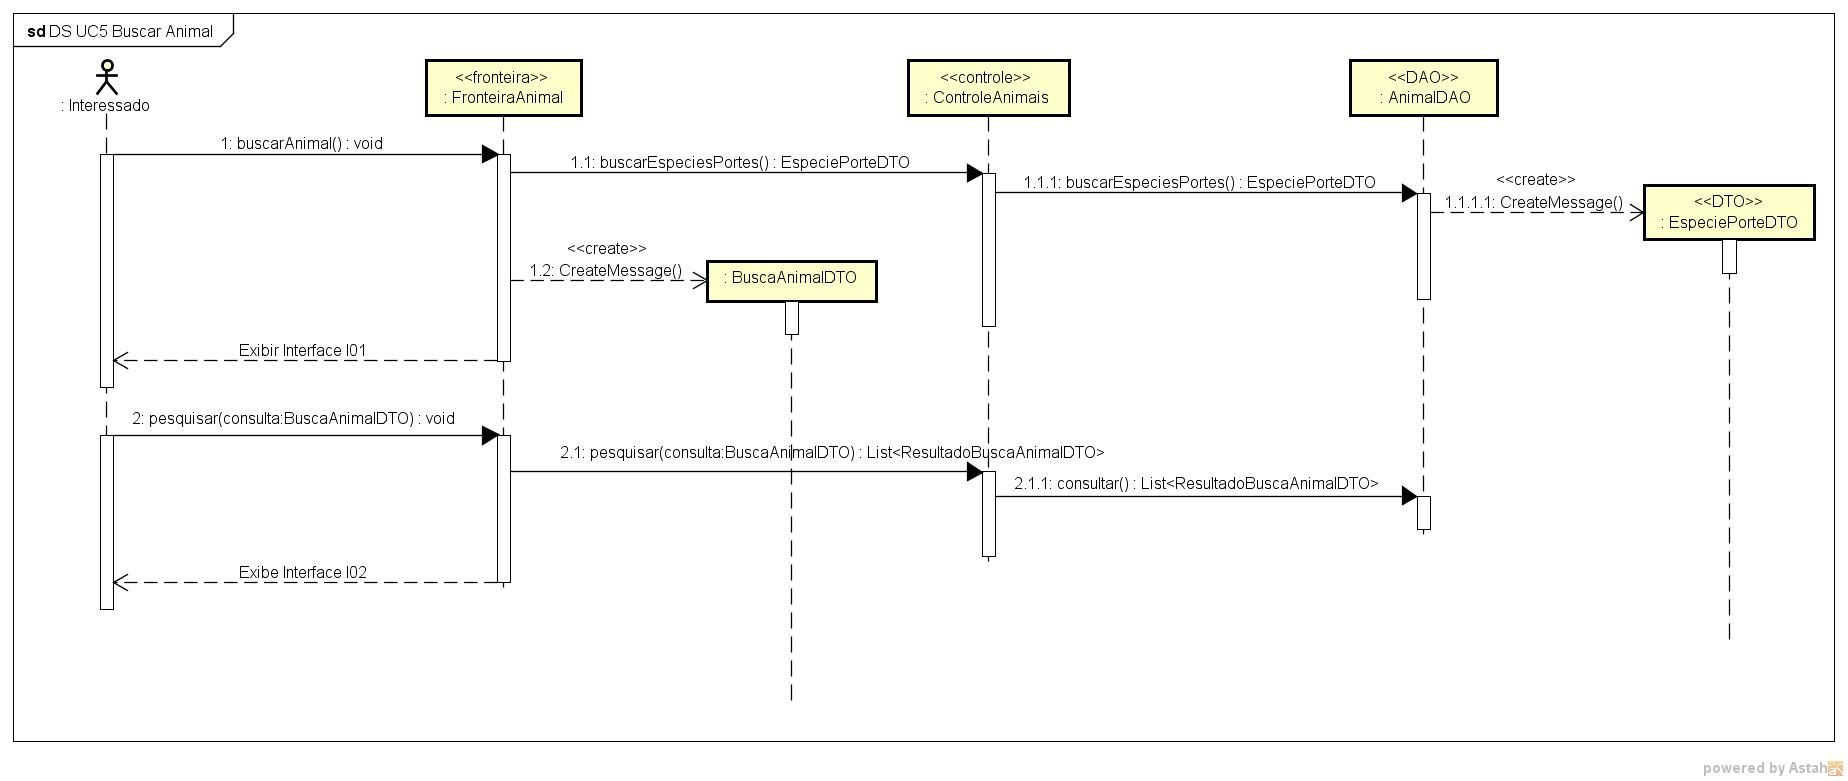 sd DS UC5 Buscar Animal
: Interessado
<<fronteira>>
: FronteiraAnimal
<<controle>>
: ControleAnimais
<<DAO>>
: AnimalDAO
1: buscarAnimal() : void
1.1: buscarEspeciesPortes() : EspeciePorteDTO
1.1.1: buscarEspeciesPortes() : EspeciePorteDTO
<<create>>
1.1.1.1: CreateMessage()
<<DTO>>
: EspeciePorteDTO
<<create>>
1.2: CreateMessage()
: BuscaAnimalDTO
Exibir Interface I01
2: pesquisar(consulta:BuscaAnimalDTO) : void
2.1: pesquisar(consulta:BuscaAnimalDTO) : List<ResultadoBuscaAnimalDTO>
2.1.1: consultar() : List<ResultadoBuscaAnimalDTO>
Exibe Interface I02
powered by Astah